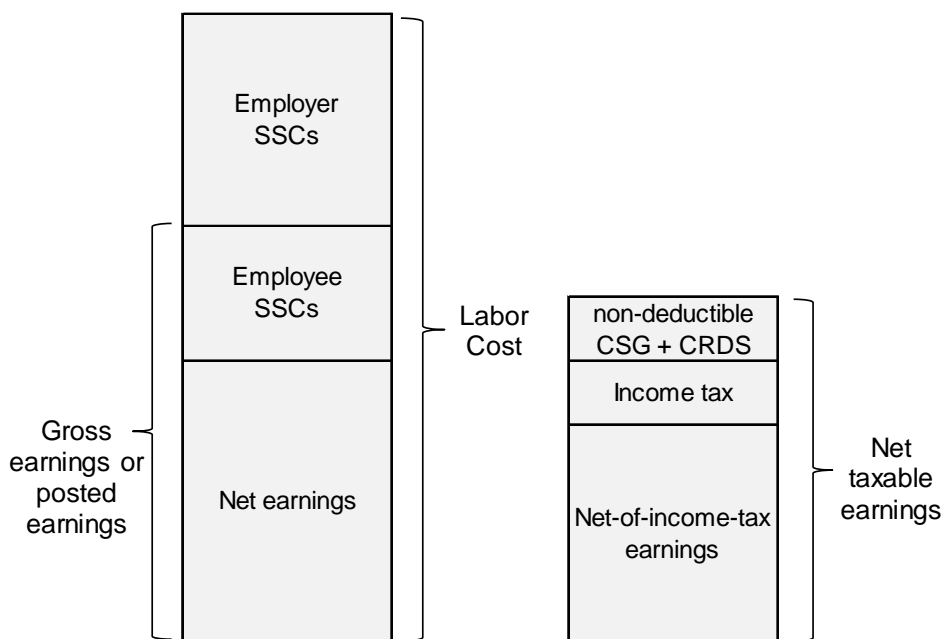 Employer
SSCs
Employee
SSCs
Net earnings
Gross
earnings or
posted
earnings
Labor
Cost
non-deductible
CSG + CRDS
Income tax
Net-of-income-tax
earnings
Net
taxable
earnings